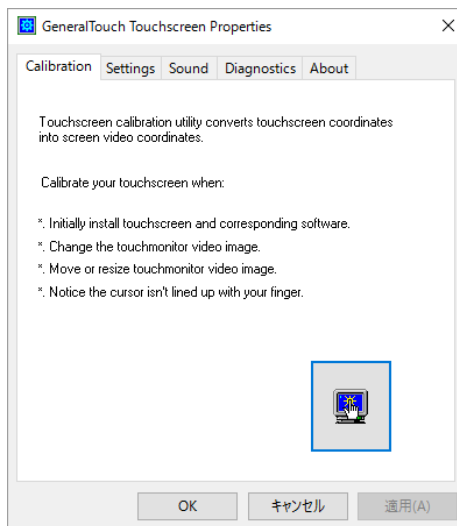 GeneralTouch Touchscreen Properties
Calibration Settings Sound Diagnostics About
Touchscreen calibration utility converts touchscreen coordinates
into screen video coordinates.
Calibrate your touchscreen when:
*. Initially install touchscreen and corresponding software.
*. Change the touchmonitor video image.
*. Move or resize touchmonitor video image.
*. Notice the cursor isn't lined up with your finger.
OK キャンセル 適用(A)